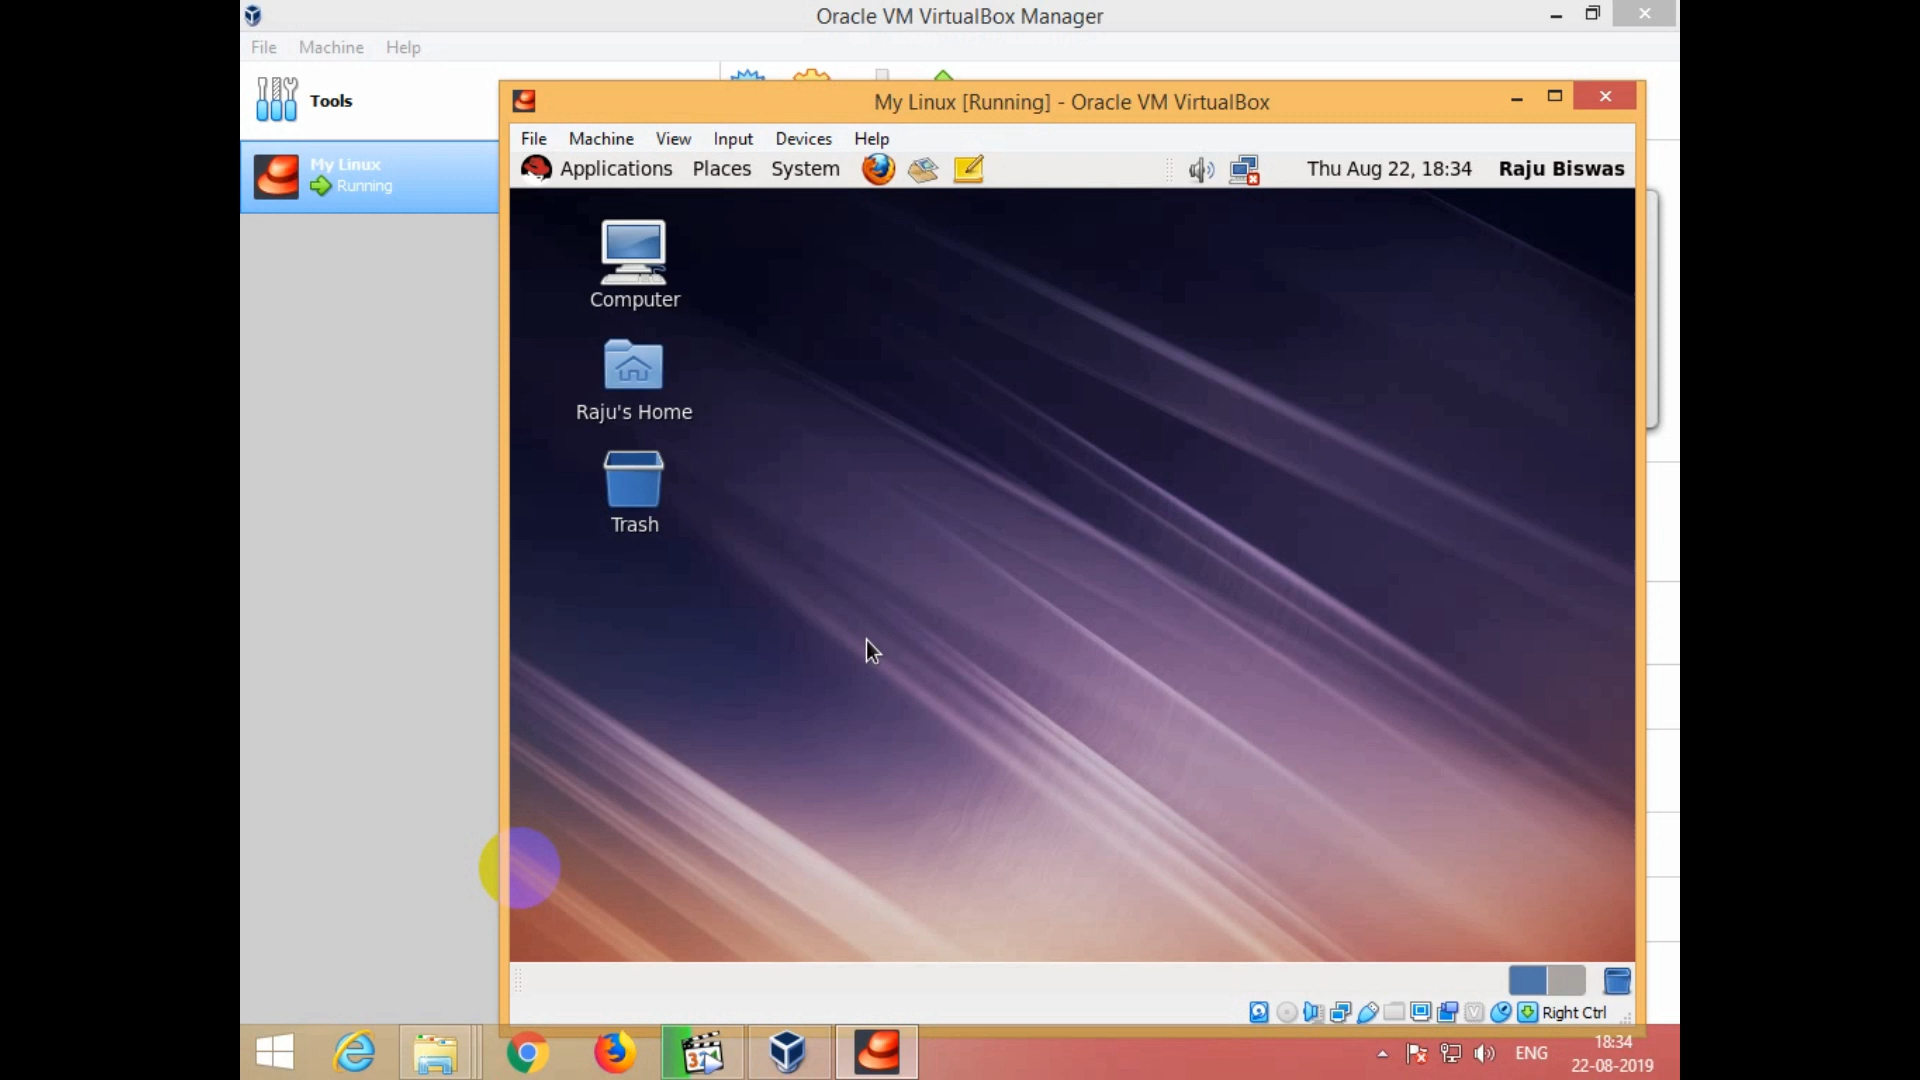 Oracle VM VirtualBox Manager
File Machine Help
Tools
My Linux
Running
My Linux [Running] - Oracle VM VirtualBox
File Machine View Input Devices Help
Applications Places System Thu Aug 22, 18:34 Raju Biswas
Computer
Raju's Home
Trash
Right Ctrl
ENG
18:34
22-08-2019